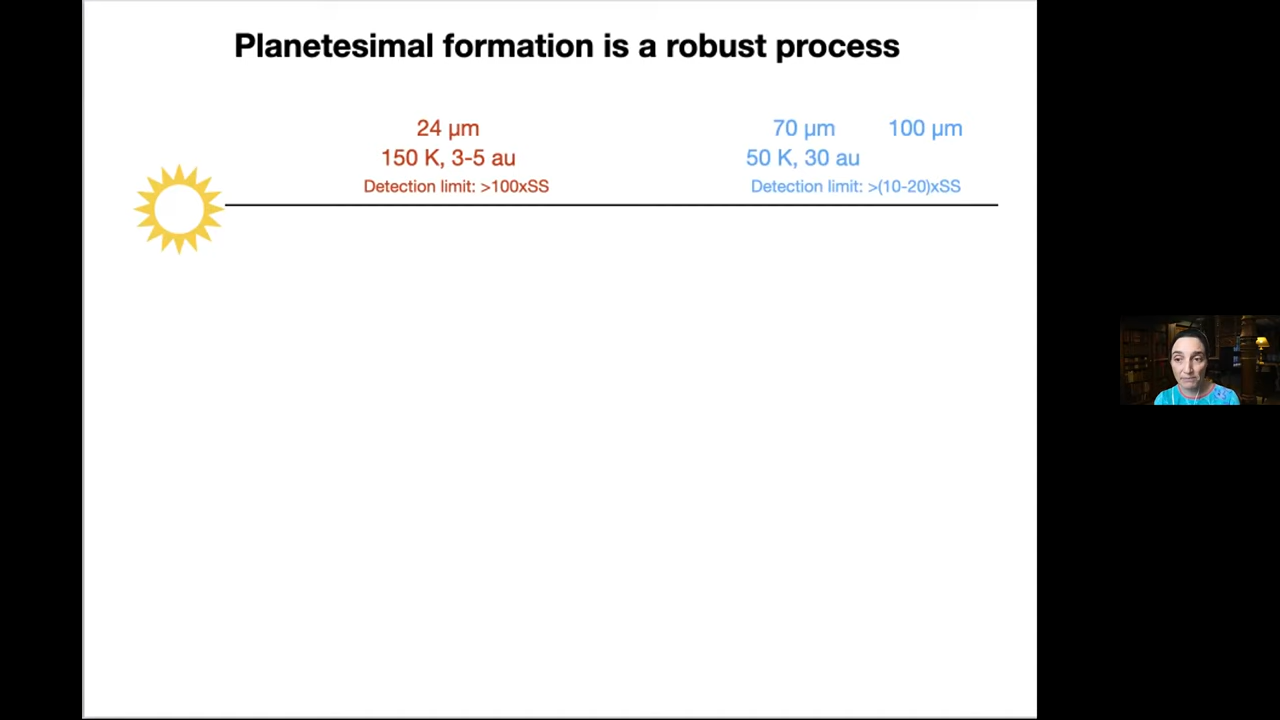 Planetesimal formation is a robust process
24 µm
150 K, 3-5 au
Detection limit: >100xSS
70 µm 100 µm
50 K, 30 au
Detection limit: >(10-20)xSS